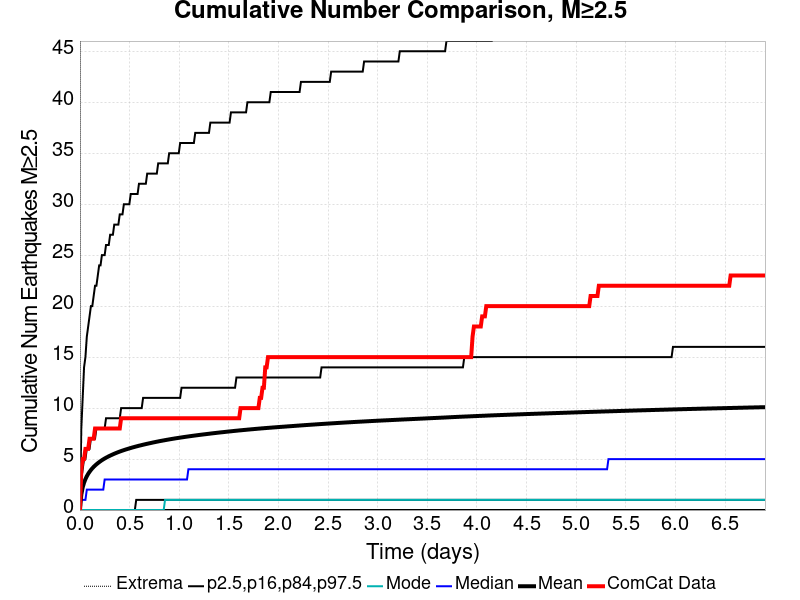 Cumulative Number Comparison, M≥2.5
Cumulative Num Earthquakes M≥2.5
45
40
35
30
25
20
15
10
5
0
0.0 0.5 1.0 1.5 2.0 2.5 3.0 3.5 4.0 4.5 5.0 5.5 6.0 6.5
Time (days)
Extrema p2.5,p16,p84,p97.5 Mode Median Mean ComCat Data